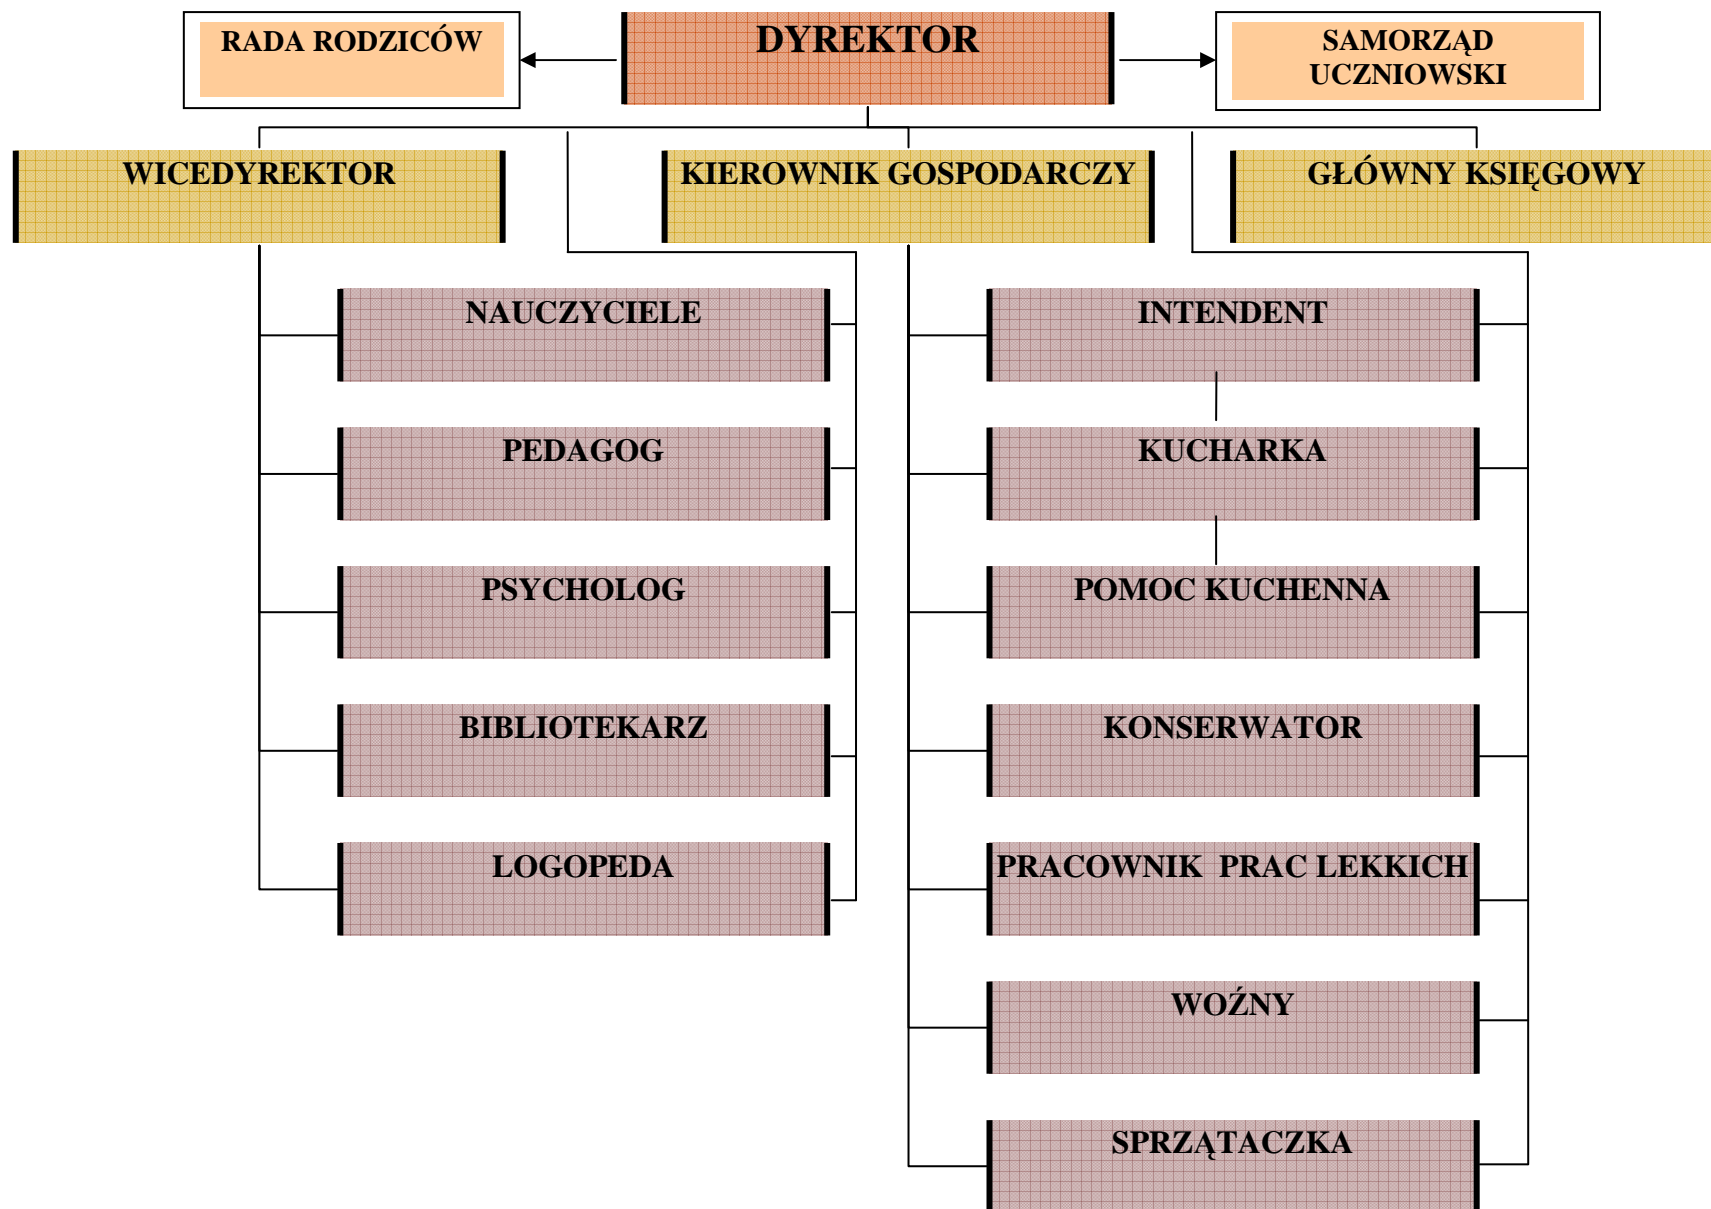 RADA RODZICÓW
DYREKTOR
SAMORZĄD
UCZNIOWSKI
WICEDYREKTOR
KIEROWNIK GOSPODARCZY
GŁÓWNY KSIĘGOWY
NAUCZYCIELE
PEDAGOG
PSYCHOLOG
BIBLIOTEKARZ
LOGOPEDA
INTENDENT
KUCHARKA
POMOC KUCHENNA
KONSERWATOR
PRACOWNIK  PRAC LEKKICH
WOŹNY
SPRZĄTACZKA